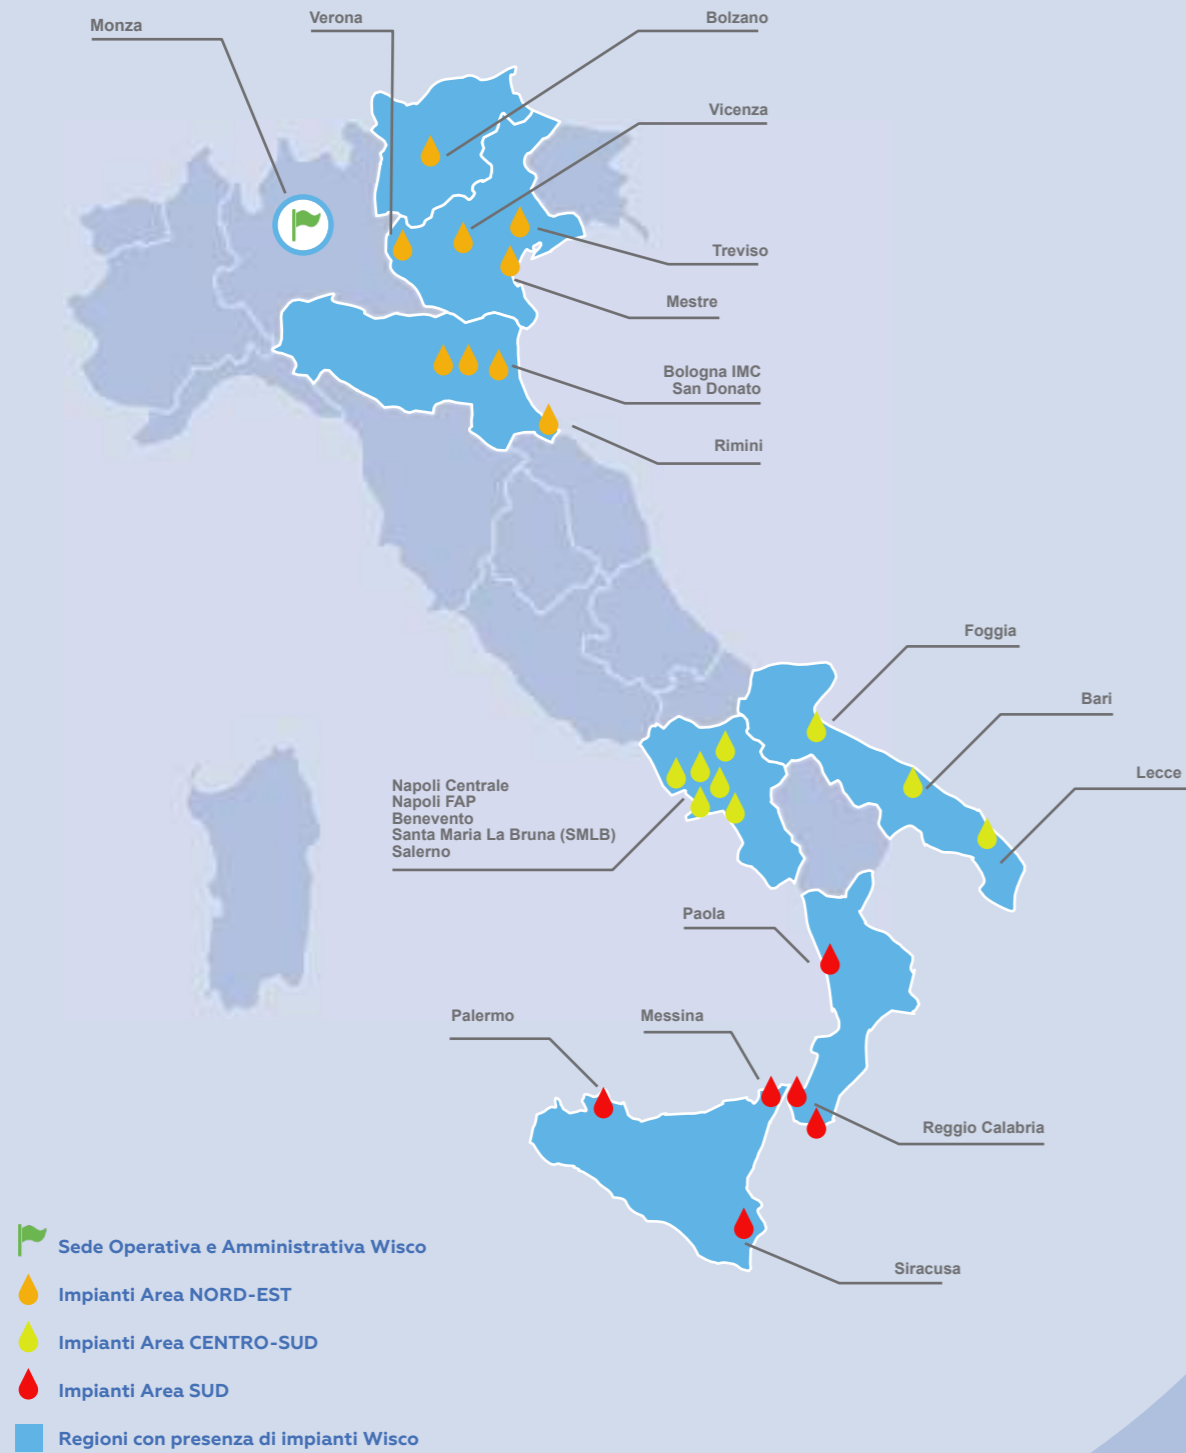 Monza
Verona
Bolzano
Vicenza
Treviso
Mestre
Bologna IMC
San Donato
Rimini
Foggia
Bari
Lecce
Napoli Centrale
Napoli FAP
Benevento
Santa Maria La Bruna (SMLB)
Salerno
Paola
Palermo
Messina
Reggio Calabria
Siracusa
Sede Operativa e Amministrativa Wisco
Impianti Area NORD-EST
Impianti Area CENTRO-SUD
Impianti Area SUD
Regioni con presenza di impianti Wisco